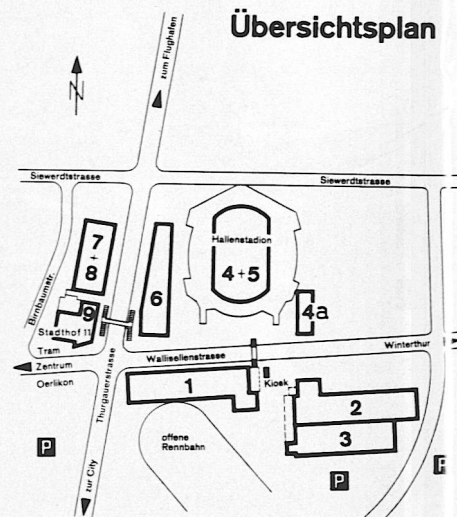 Übersichtsplan
zum Flughafen
N
Siewerdtstrasse
Siewerdtstrasse
7
+
8
Hallenstadion
4+5
6
4a
Birnbaumstr.
9
Stadthof 11
Tram
Zentrum
Oerlikon
Thurgauerstrasse
Wallisellenstrasse
Winterthur
1
Kiosk
2
3
offene
Rennbahn
P
P
P
zur City